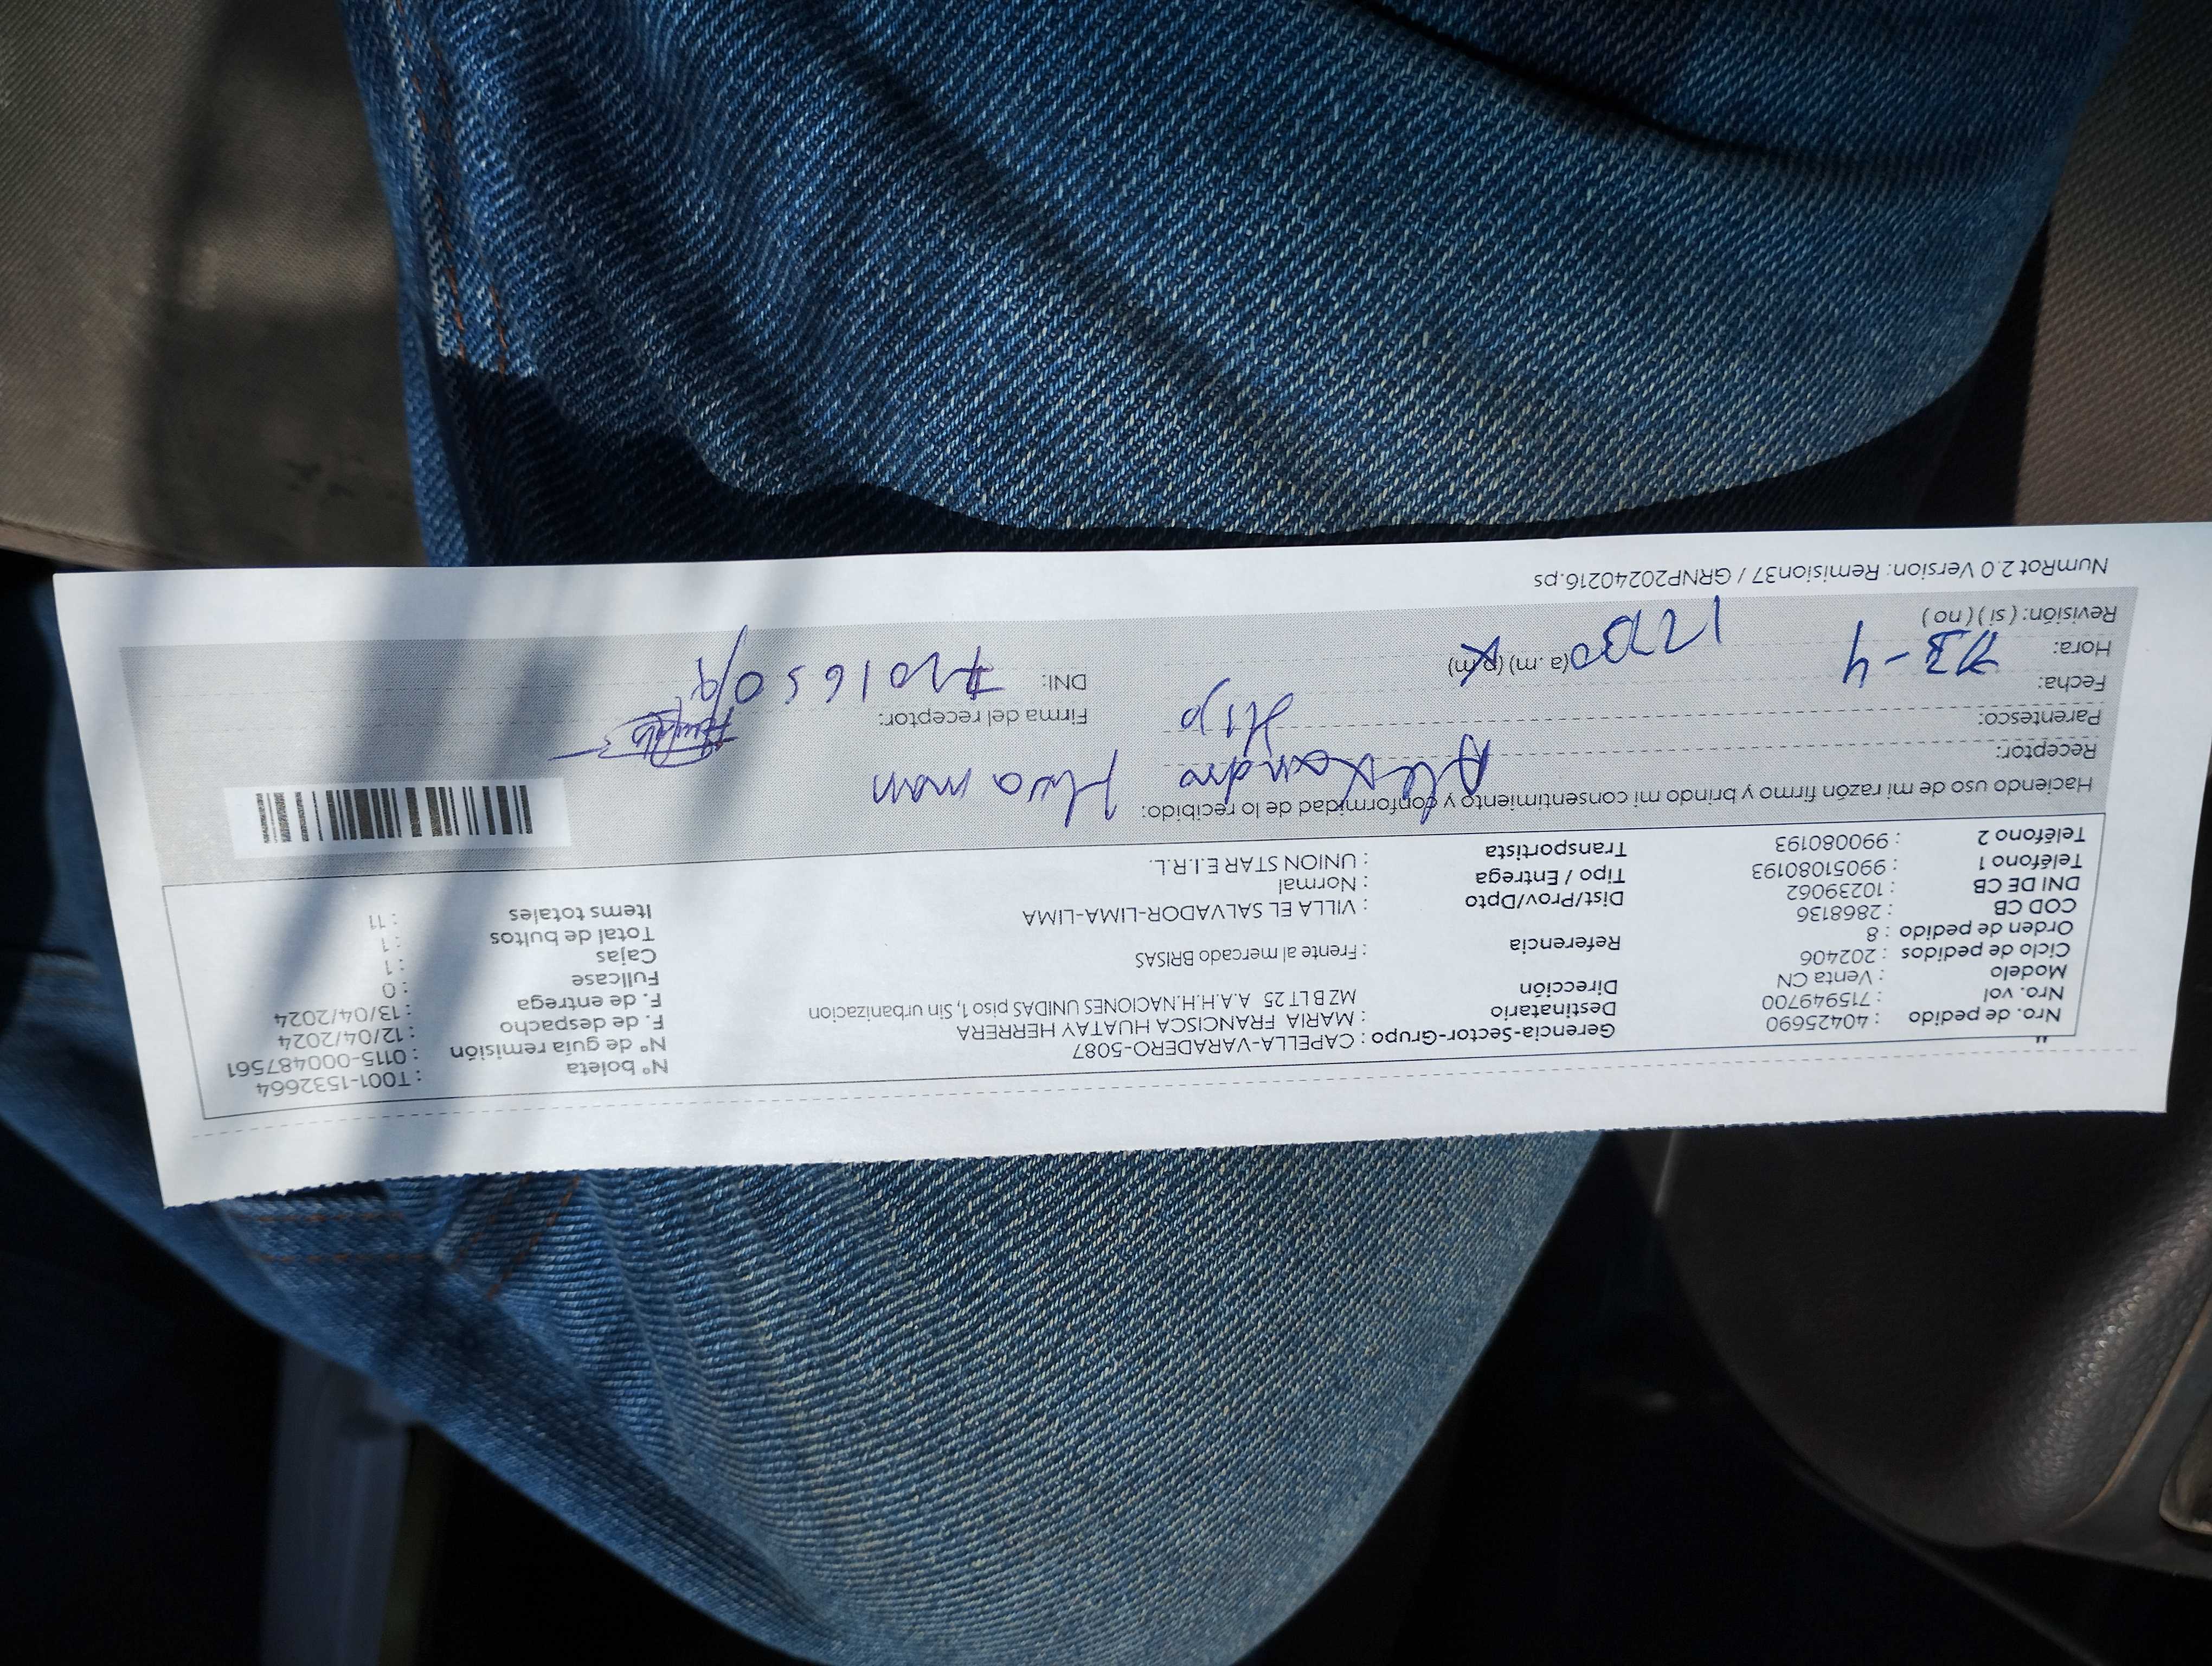 Nro. de pedido : 40425690 Gerencia-Sector-Grupo : CAPELLA-VARADERO-5087 N° boleta : T001-1532664
Nro. vol : 715949700 Destinatario : MARIA FRANCISCA HUATAY HERRERA N° de guía remisión : 0115-000487561
Modelo : Venta CN Dirección MZ B LT 25 A.A.H.H.NACIONES UNIDAS piso 1, Sin urbanizacion F. de despacho : 12/04/2024
Ciclo de pedidos : 202406 F. de entrega : 13/04/2024
Orden de pedido : 8 Referencia : Frente al mercado BRISAS Fullcase : 0
COD CB : 2868136 Cajas : 1
DNI DE CB : 10239062 Dist/Prov/Dpto : VILLA EL SALVADOR-LIMA-LIMA Total de bultos : 1
Teléfono 1 : 99051080193 Tipo / Entrega : Normal Items totales : 11
Teléfono 2 : 990080193 Transportista : UNION STAR E.I.R.L.
Haciendo uso de mi razón firmo y brindo mi consentimiento y conformidad de lo recibido:
Receptor: Alexandro Huaman
Parentesco: Hijo Firma del receptor:
Fecha: 13-4 DNI:
Hora: (a .m) (p.m)
Revisión: ( si ) ( no )
NumRot 2.0 Version: Remision37 / GRNP20240216.ps